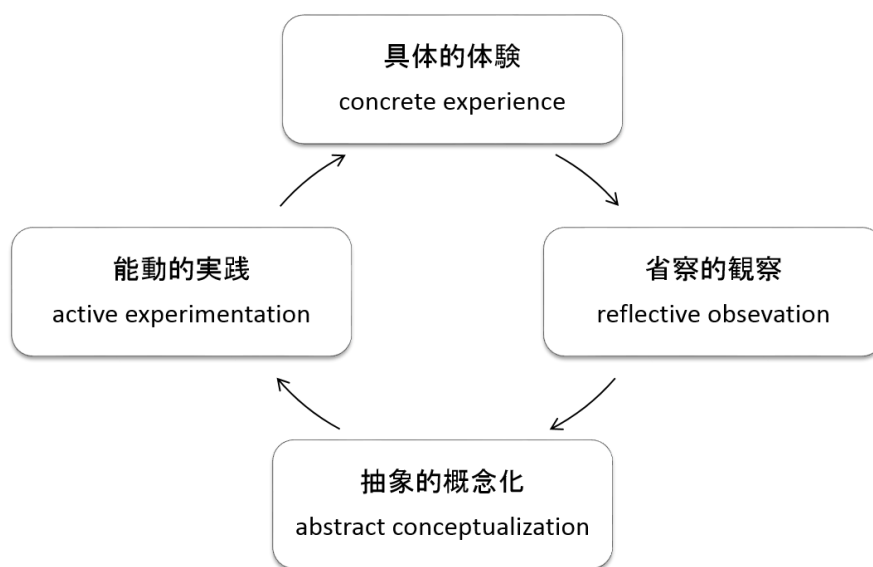 具体的体験
concrete experience
能動的実践
active experimentation
省察的観察
reflective obsevation
抽象的概念化
abstract conceptualization